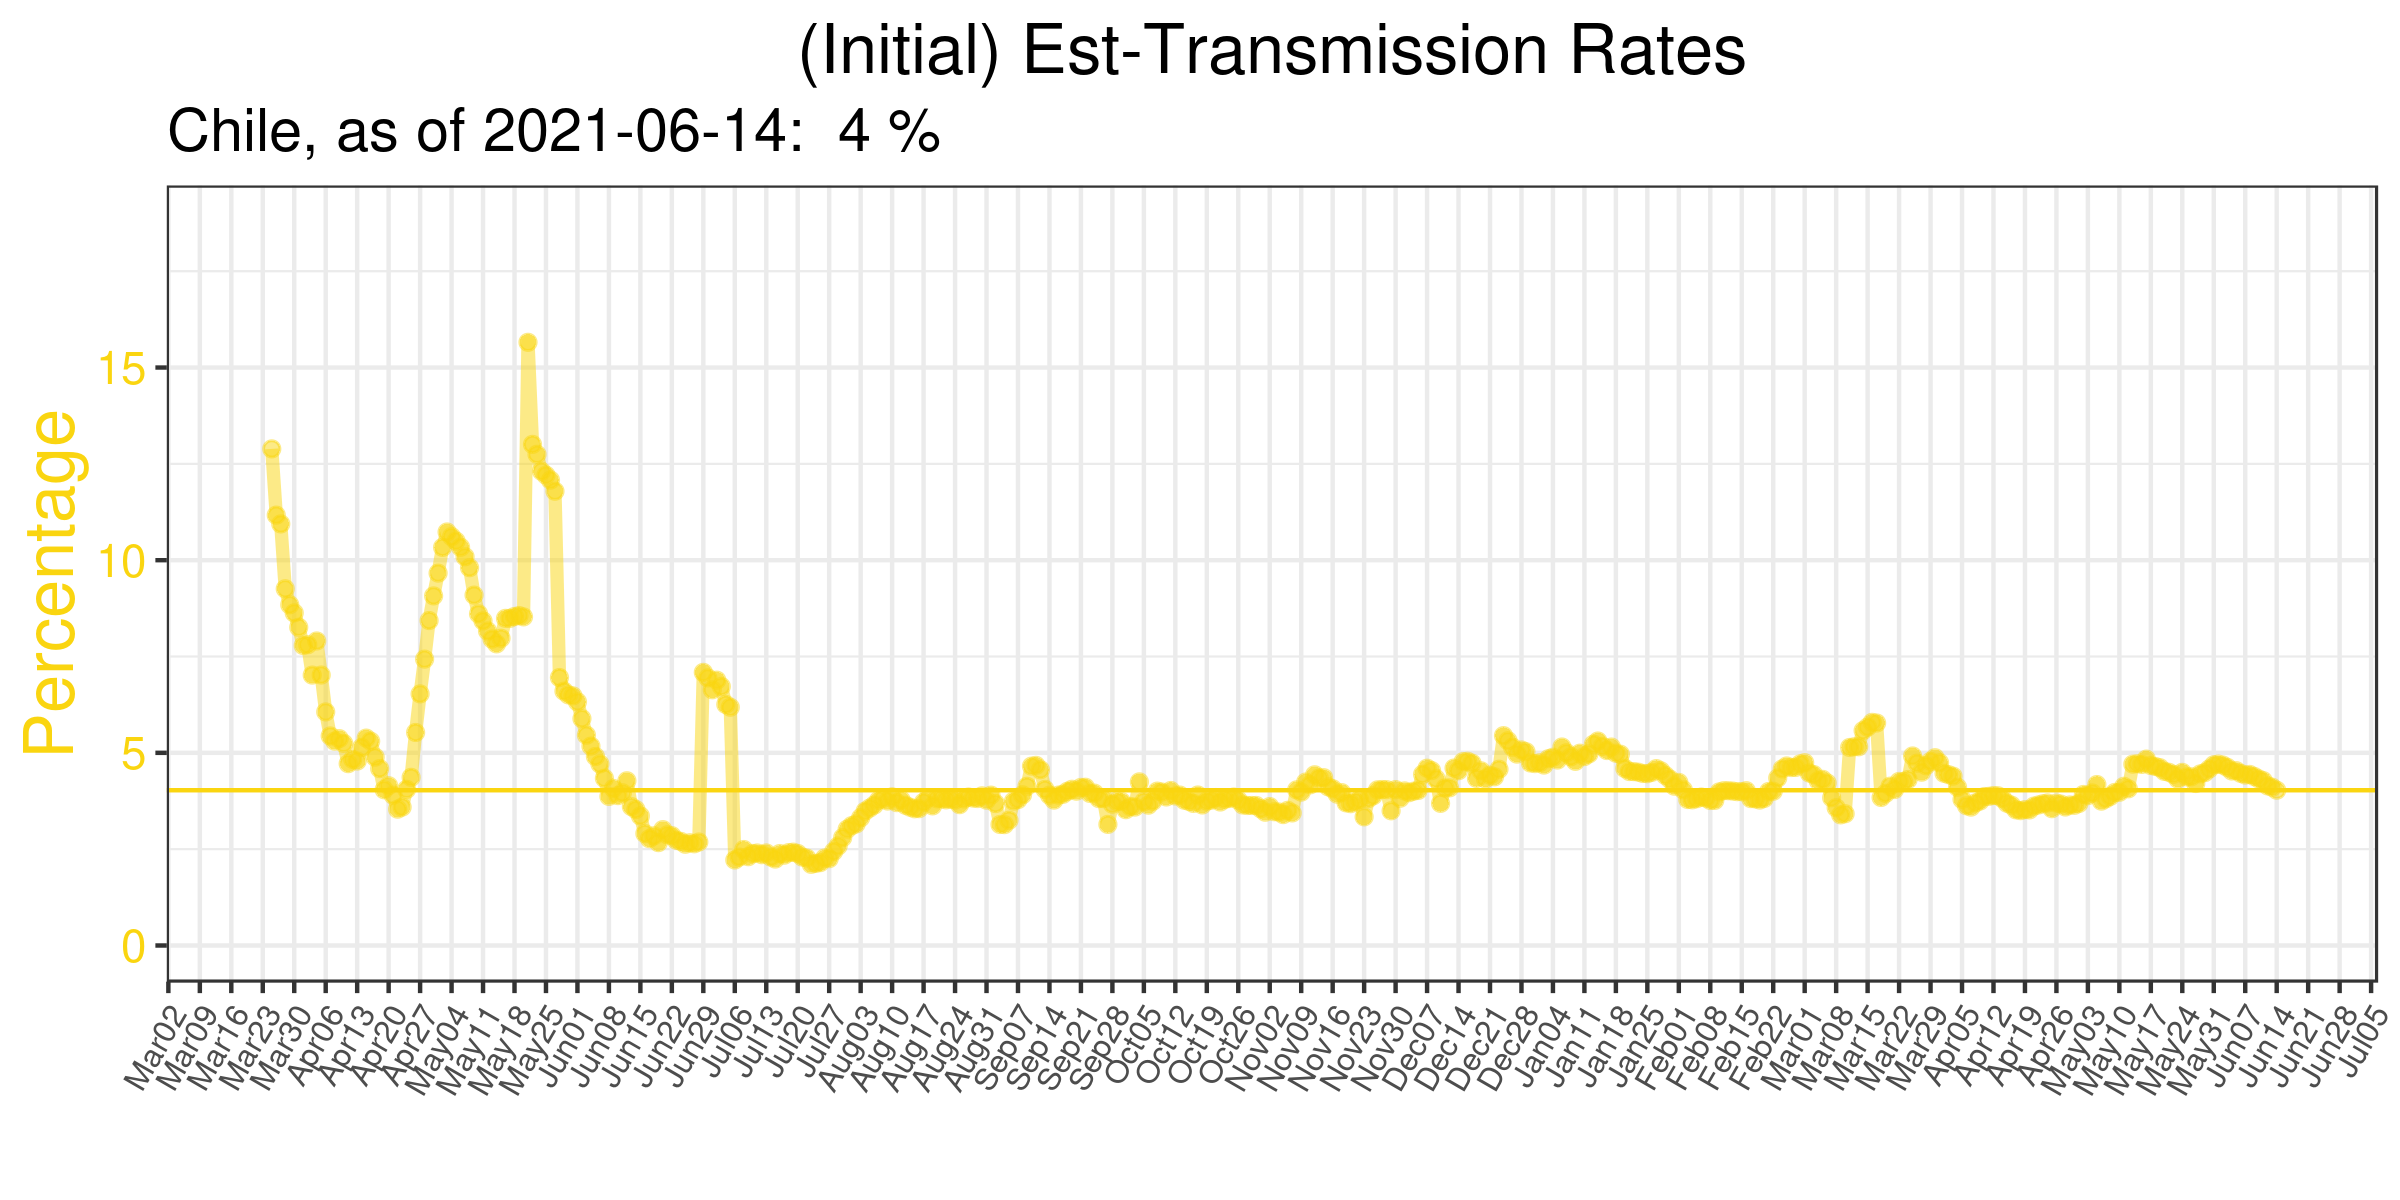 (Initial) Est-Transmission Rates
Chile, as of 2021-06-14:  4 %
Percentage
15
10
5
0
Mar02
Mar09
Mar16
Mar23
Mar30
Apr06
Apr13
Apr20
Apr27
May04
May11
May18
May25
Jun01
Jun08
Jun15
Jun22
Jun29
Jul06
Jul13
Jul20
Jul27
Aug03
Aug10
Aug17
Aug24
Aug31
Sep07
Sep14
Sep21
Sep28
Oct05
Oct12
Oct19
Oct26
Nov02
Nov09
Nov16
Nov23
Nov30
Dec07
Dec14
Dec21
Dec28
Jan04
Jan11
Jan18
Jan25
Feb01
Feb08
Feb15
Feb22
Mar01
Mar08
Mar15
Mar22
Mar29
Apr05
Apr12
Apr19
Apr26
May03
May10
May17
May24
May31
Jun07
Jun14
Jun21
Jun28
Jul05